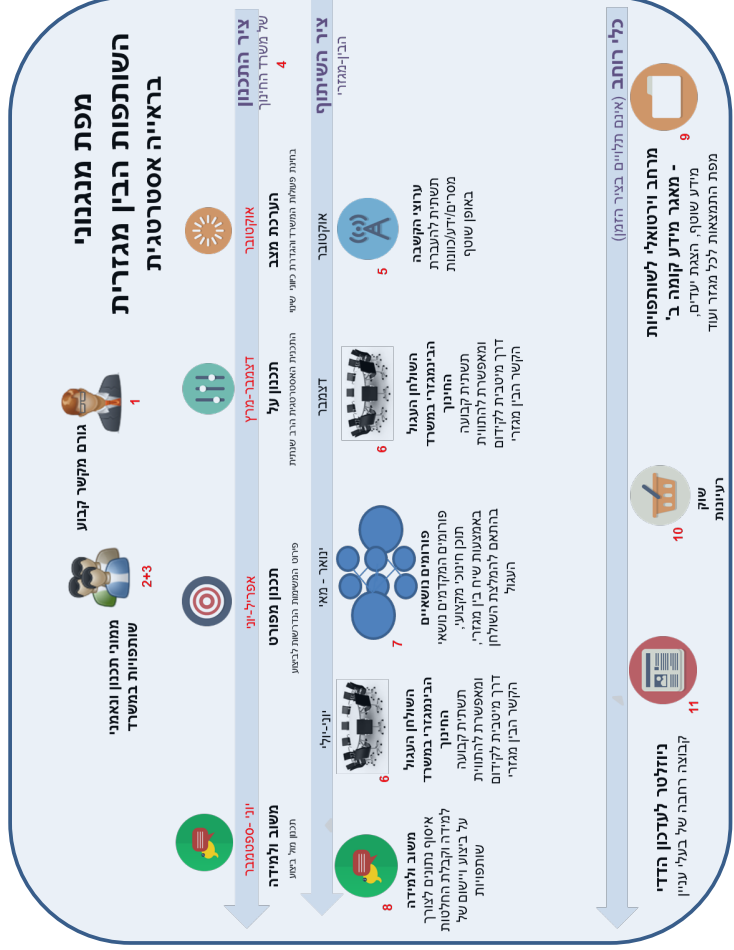 מפת מנגנוני
השותפות הבין מגזרית
בראייה אסטרטגית
1
גורם מקשר קבוע
2+3
ממוני תכנון ונאמני
שותפויות במשרד
ציר התכנון
של משרד החינוך
4
אוקטובר
הערכת מצב
בחינת פעולות המשרד והגדרת כיווני שינוי
דצמבר-מרץ
תכנון על
התכנית האסטרטגית הרב שנתית
אפריל-יוני
תכנון מפורט
פירוט המשימות הנדרשות לביצוע
יוני -ספטמבר
משוב ולמידה
תכנון מול ביצוע
ציר השיתוף
הבין-מגזרי
אוקטובר
5
ערוצי הקשבה
תשתית להעברת
מסרים/ידע/כוונות
באופן שוטף
דצמבר
6
השולחן העגול
הבינמגזרי במשרד
החינוך
תשתית קבועה
ומאפשרת להתוויית
דרך מיטבית לקידום
הקשר הבין מגזרי
ינואר - מאי
7
פורומים נושאיים
פורומים המקדמים נושאי
תוכן חינוכי מקצועי,
באמצעות שיח בין מגזרי,
בהתאם להמלצת השולחן
העגול
יוני-יולי
6
השולחן העגול
הבינמגזרי במשרד
החינוך
תשתית קבועה
ומאפשרת להתוויית
דרך מיטבית לקידום
הקשר הבין מגזרי
8
משוב ולמידה
איסוף נתונים לצורך
למידה וקבלת החלטות
על ביצוע ויישום של
שותפויות
כלי רוחב (אינם תלויים בציר הזמן)
9
מרחב וירטואלי לשותפויות
- מאגר מידע קומה ב'
מידע שוטף, הצגת יעדים,
מפת התמצאות לכל מגזר ועוד
10
שוק
רעיונות
11
ניוזלטר לעדכון הדדי
קבוצה רחבה של בעלי עניין